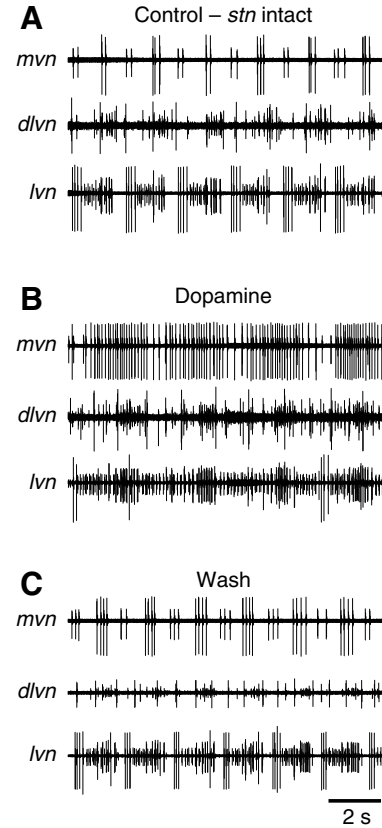 A Control – stn intact
mvn
dlvn
lvn
B Dopamine
mvn
dlvn
lvn
C Wash
mvn
dlvn
lvn
2 s